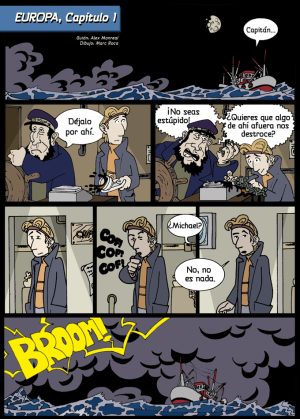 EUROPA, Capítulo 1
Guión: Alex Monreal
Dibujo: Marc Roca
Capitán...
Déjalo
por ahí.
¡No seas
estúpido!
¿Quieres que algo
de ahí afuera nos
destroce?
COF!
COF!
COF!
¿Michael?
No, no
es nada.
BROOM!